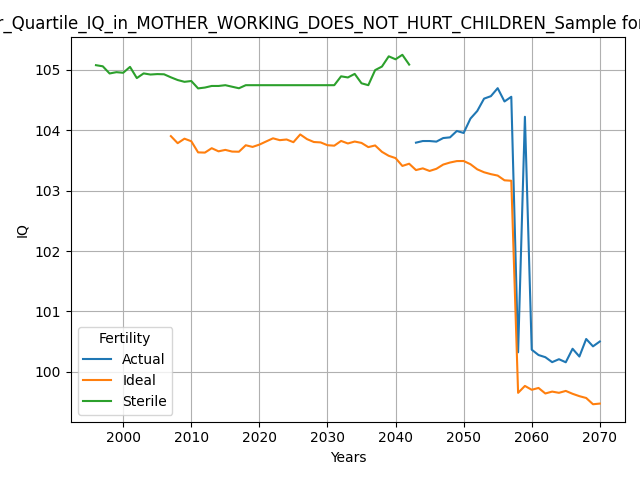 r_Quartile_IQ_in_MOTHER_WORKING_DOES_NOT_HURT_CHILDREN_Sample for
105
104
103
102
101
100
IQ
Fertility
Actual
Ideal
Sterile
2000 2010 2020 2030 2040 2050 2060 2070
Years